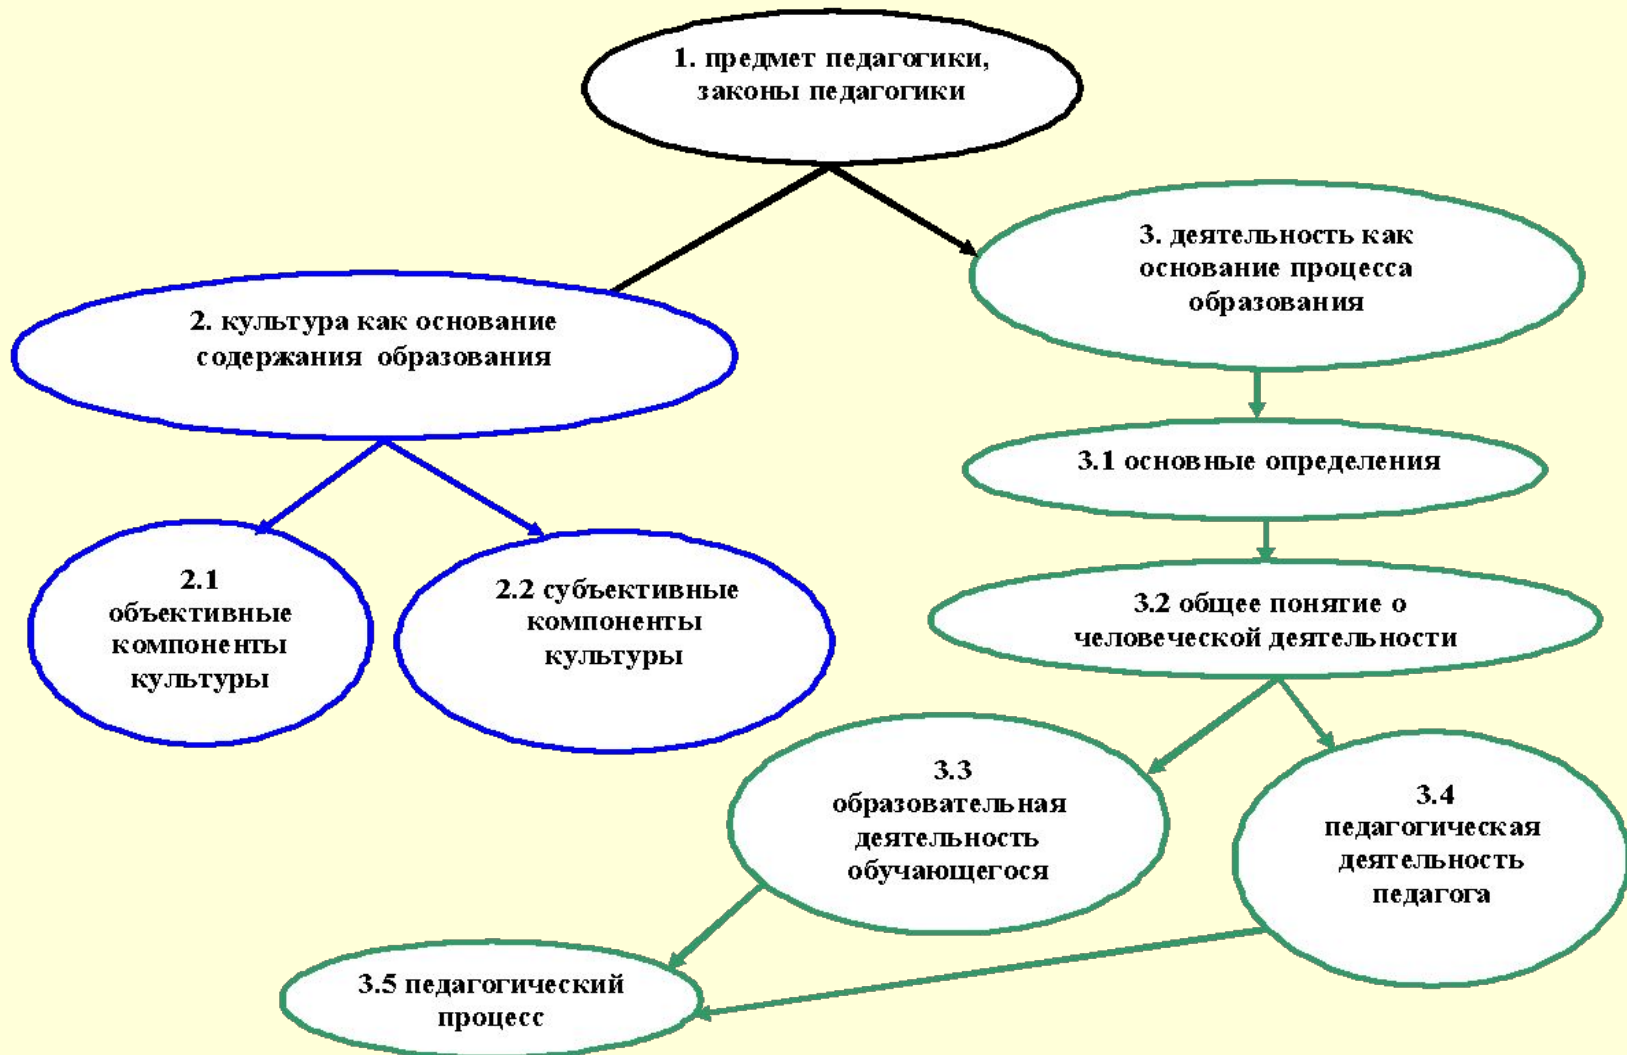 1. предмет педагогики,
законы педагогики
2. культура как основание
содержания образования
2.1
объективные
компоненты
культуры
2.2 субъективные
компоненты
культуры
3. деятельность как
основание процесса
образования
3.1 основные определения
3.2 общее понятие о
человеческой деятельности
3.3
образовательная
деятельность
обучающегося
3.4
педагогическая
деятельность
педагога
3.5 педагогический
процесс